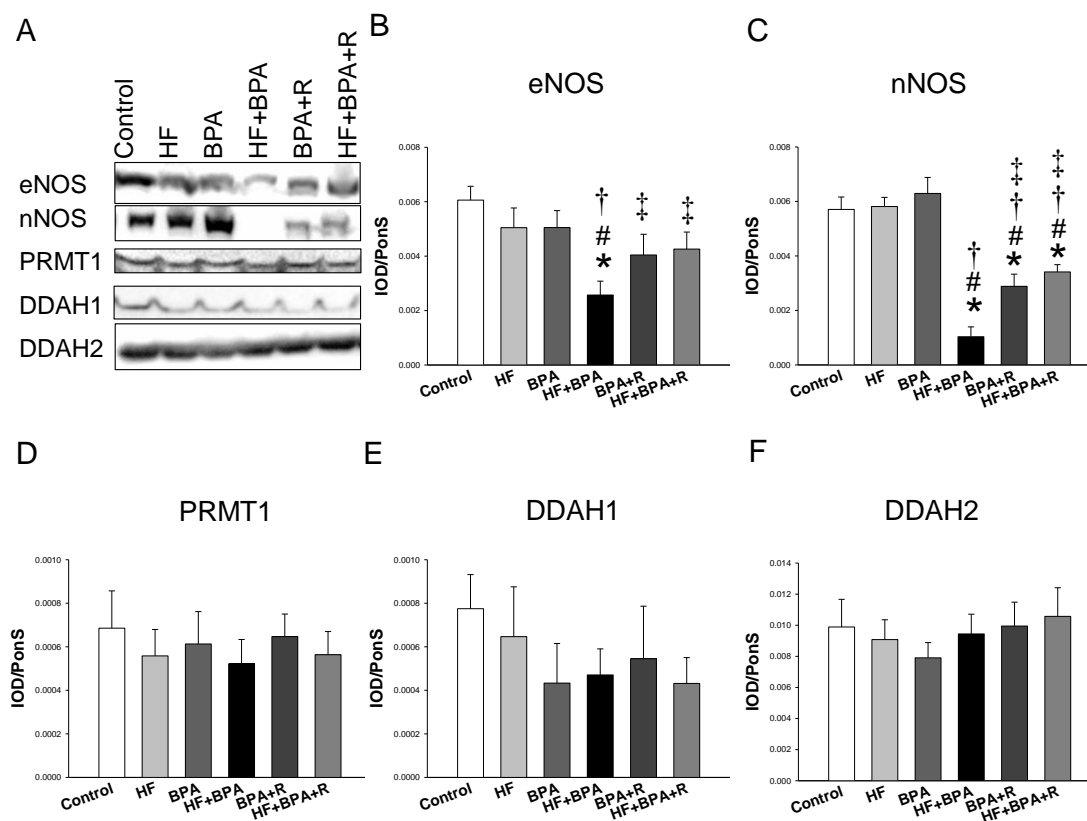 A
Control
HF
BPA
HF+BPA
BPA+R
HF+BPA+R
eNOS
nNOS
PRMT1
DDAH1
DDAH2
B
eNOS
IOD/PonS
0.008
0.006
0.004
0.002
0.000
†
#
*
‡
‡
Control
HF
BPA
HF+BPA
BPA+R
HF+BPA+R
C
nNOS
0.008
0.006
0.004
0.002
0.000
†
#
*
‡
†
#
*
‡
†
#
*
Control
HF
BPA
HF+BPA
BPA+R
HF+BPA+R
D
PRMT1
IOD/PonS
0.0010
0.0008
0.0006
0.0004
0.0002
0.0000
Control
HF
BPA
HF+BPA
BPA+R
HF+BPA+R
E
DDAH1
IOD/PonS
0.0010
0.0008
0.0006
0.0004
0.0002
0.0000
Control
HF
BPA
HF+BPA
BPA+R
HF+BPA+R
F
DDAH2
IOD/PonS
0.014
0.012
0.010
0.008
0.006
0.004
0.002
0.000
Control
HF
BPA
HF+BPA
BPA+R
HF+BPA+R